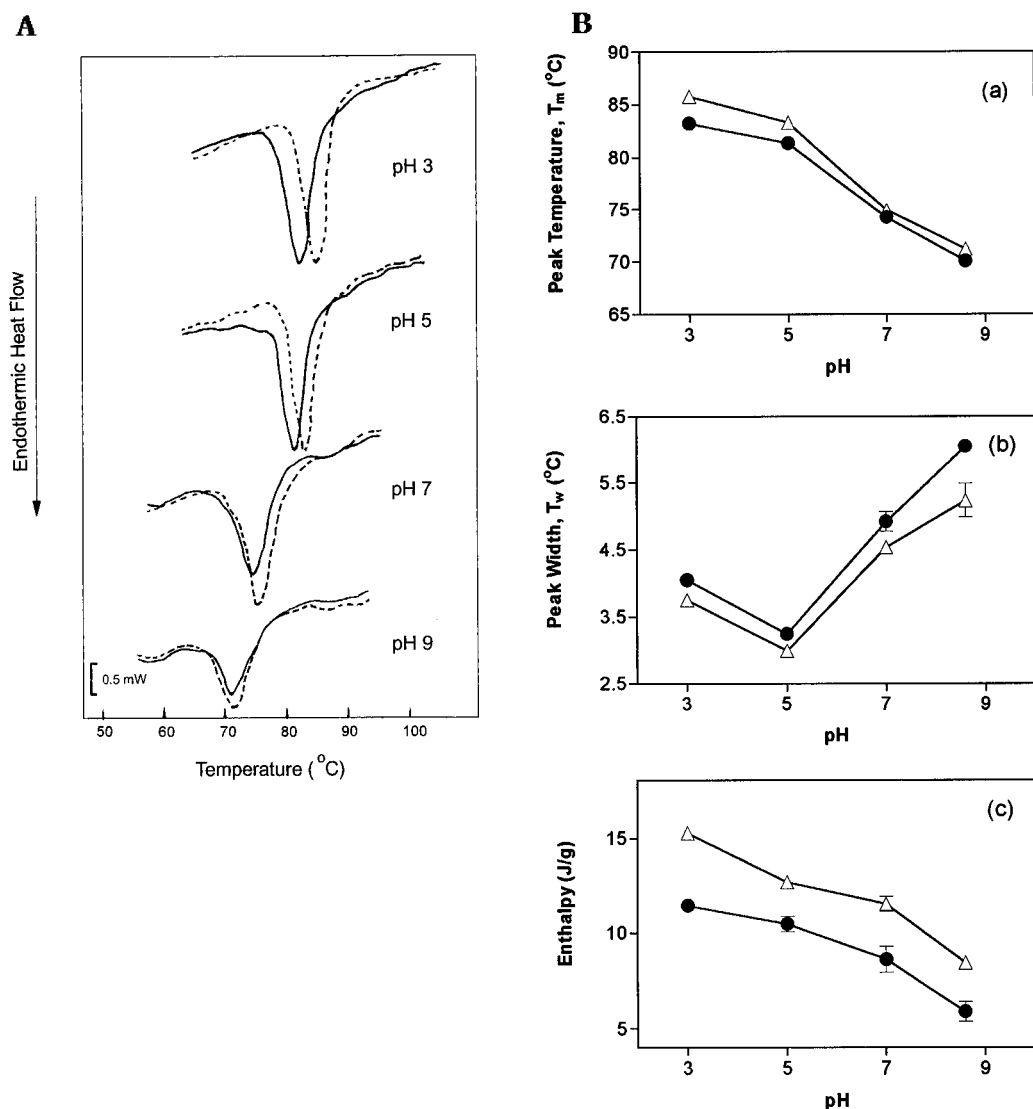 A
Endothermic Heat Flow
pH 3
pH 5
pH 7
pH 9
0.5 mW
50 60 70 80 90 100
Temperature (°C)
B
(a)
Peak Temperature, Tm (°C)
90
85
80
75
70
65
3 5 7 9
pH
(b)
Peak Width, Tw (°C)
6.5
5.5
4.5
3.5
2.5
3 5 7 9
pH
(c)
Enthalpy (J/g)
15
10
5
3 5 7 9
pH